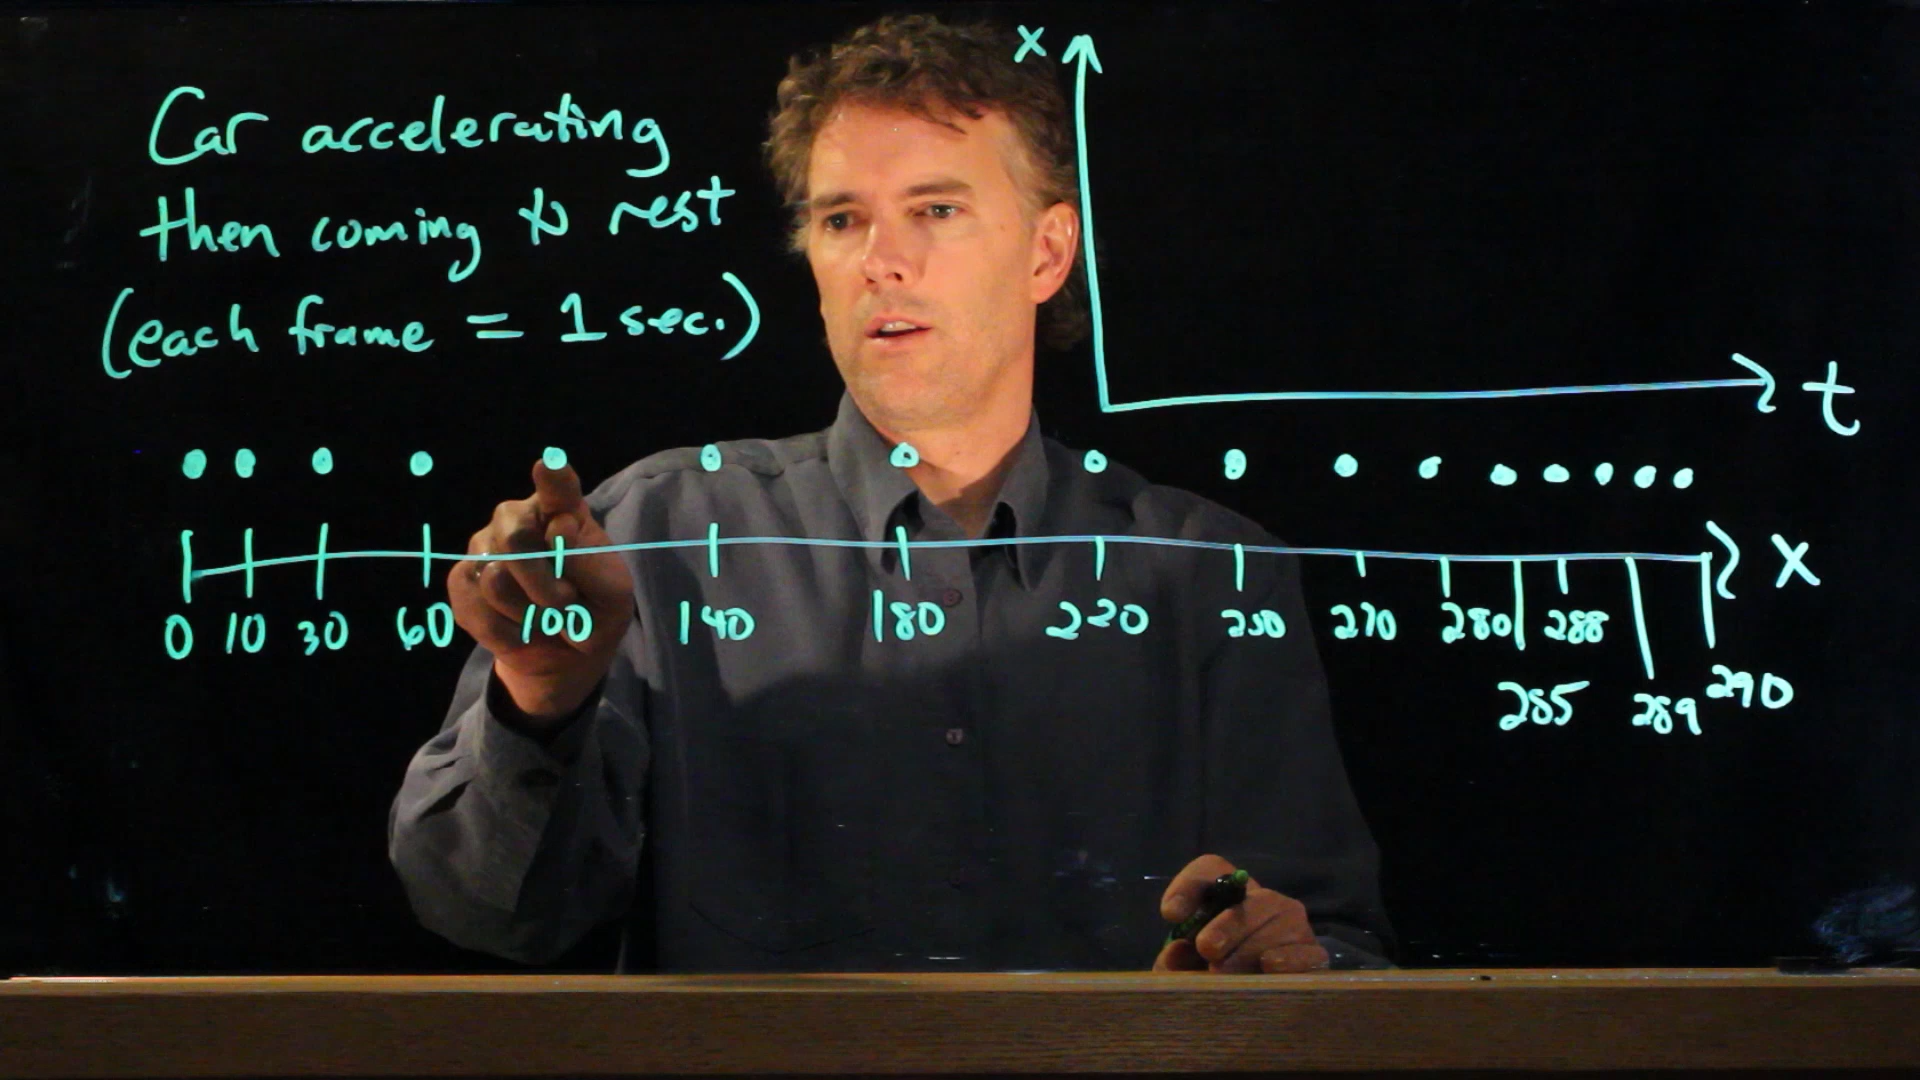 Car accelerating
then coming to rest
(each frame = 1 sec.)
x
t
x
0 10 30 60 100 140 180 220 250 270 280 288
285 289 290